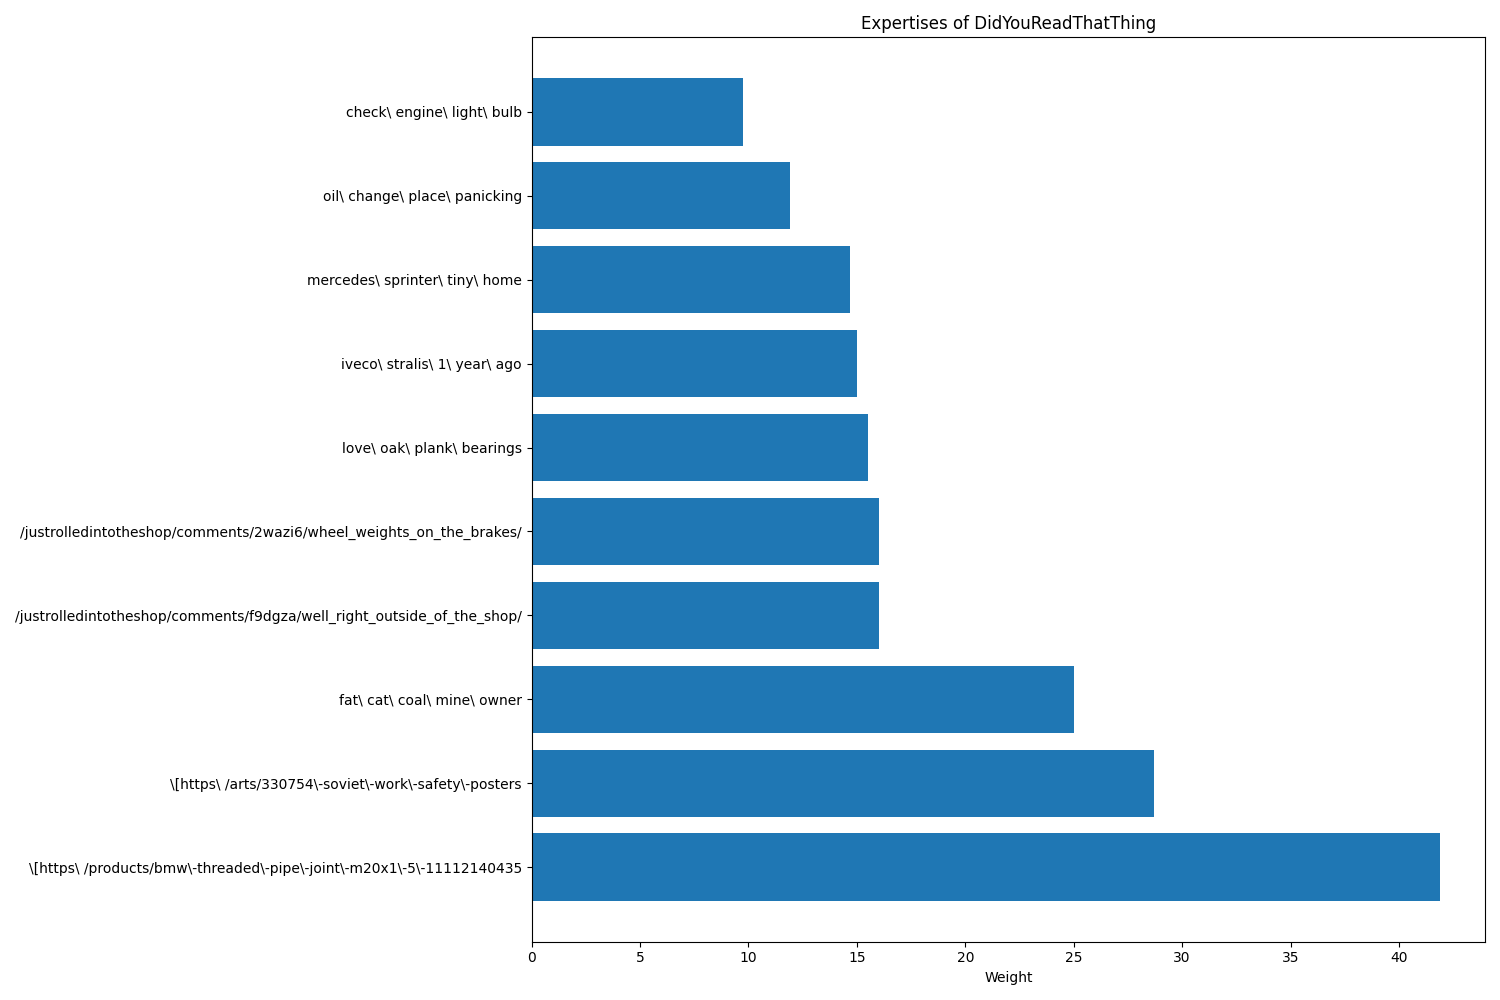 Expertises of DidYouReadThatThing
check\ engine\ light\ bulb
oil\ change\ place\ panicking
mercedes\ sprinter\ tiny\ home
iveco\ stralis\ 1\ year\ ago
love\ oak\ plank\ bearings
/justrolledintotheshop/comments/2wazi6/wheel_weights_on_the_brakes/
/justrolledintotheshop/comments/f9dgza/well_right_outside_of_the_shop/
fat\ cat\ coal\ mine\ owner
\[https\ /arts/330754\-soviet\-work\-safety\-posters
\[https\ /products/bmw\-threaded\-pipe\-joint\-m20x1\-5\-11112140435
0 5 10 15 20 25 30 35 40
Weight